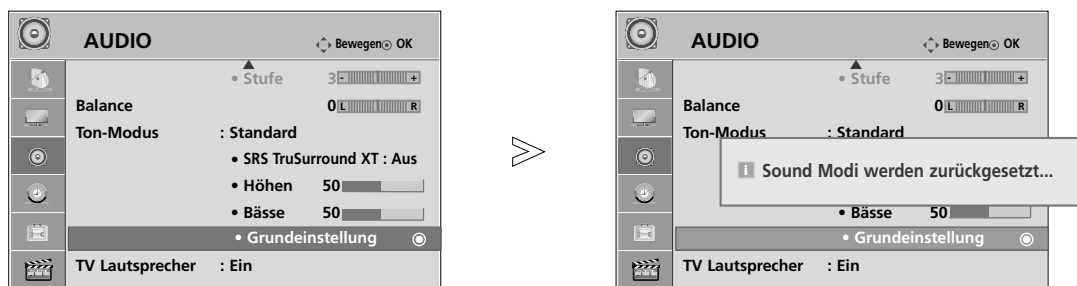 AUDIO
Bewegen OK
• Stufe 3 - +
Balance 0 L R
Ton-Modus : Standard
• SRS TruSurround XT : Aus
• Höhen 50
• Bässe 50
• Grundeinstellung
TV Lautsprecher : Ein
AUDIO
Bewegen OK
• Stufe 3 - +
Balance 0 L R
Ton-Modus : Standard
i Sound Modi werden zurückgesetzt...
• Bässe 50
• Grundeinstellung
TV Lautsprecher : Ein